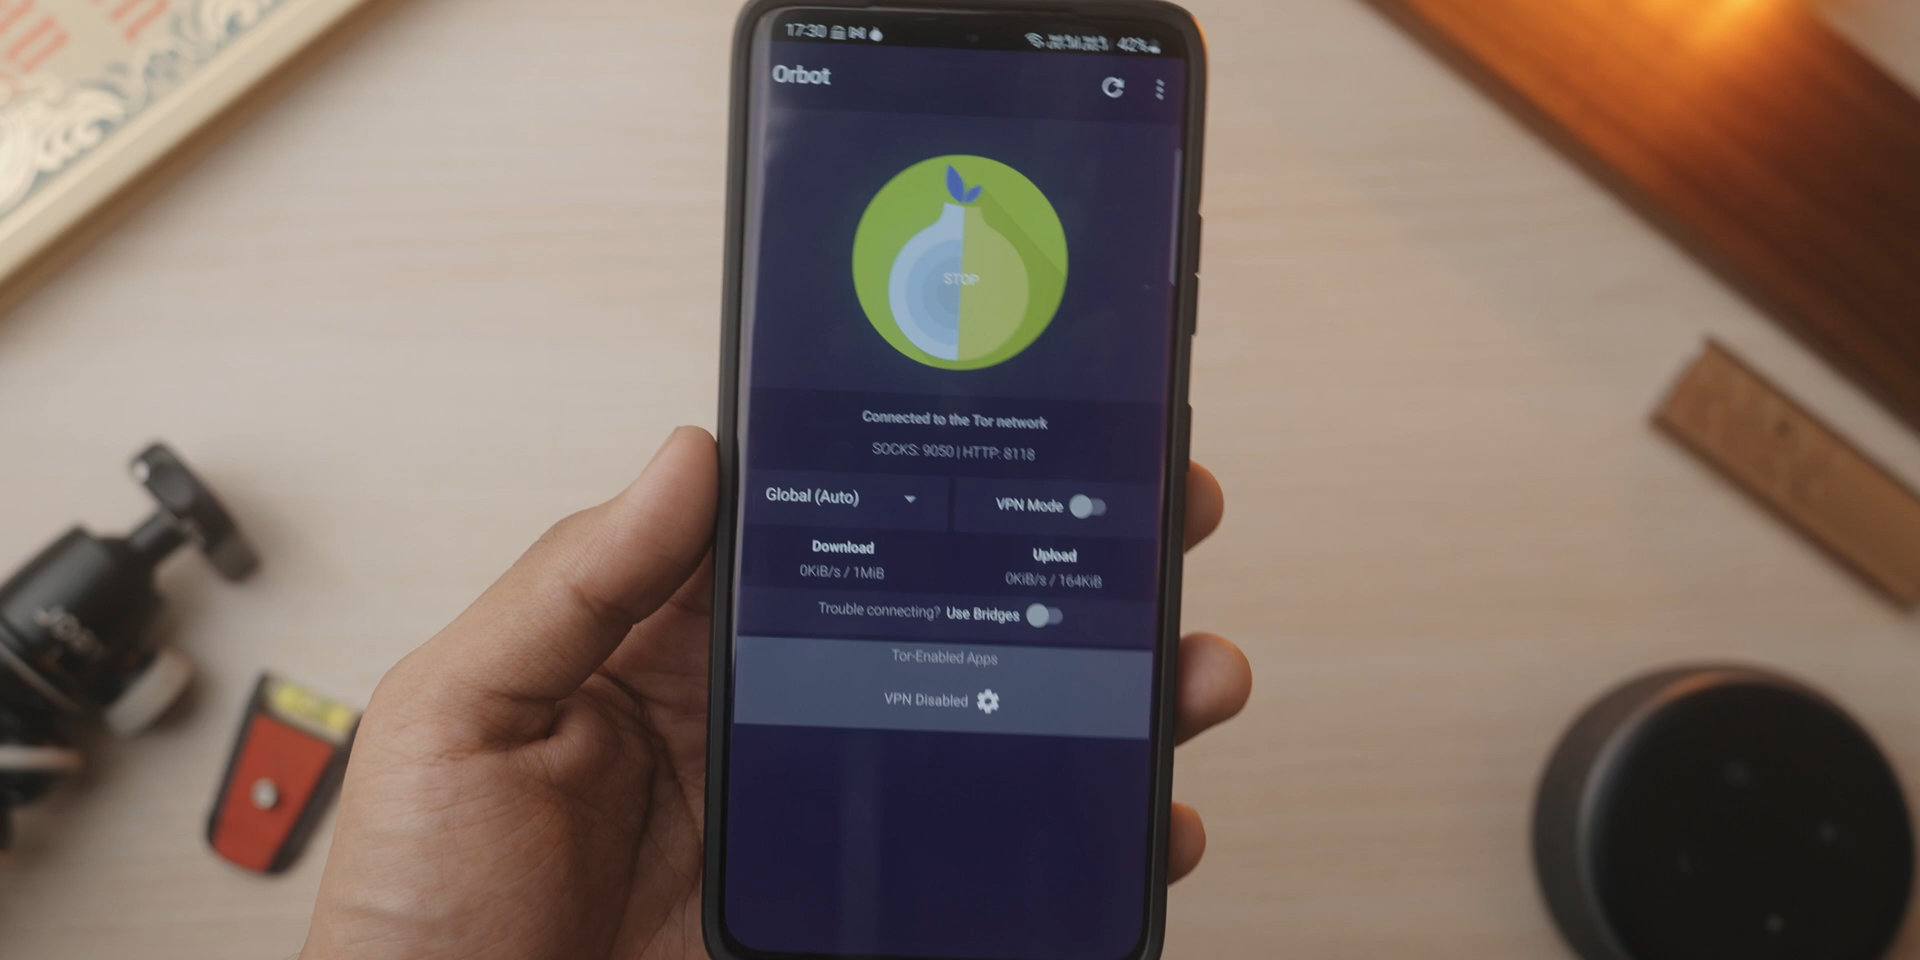 17:30
42%
Orbot
STOP
Connected to the Tor network
SOCKS: 9050 | HTTP: 8118
Global (Auto)
VPN Mode
Download
Upload
0KiB/s / 1MiB
0KiB/s / 164KiB
Trouble connecting? Use Bridges
Tor-Enabled Apps
VPN Disabled
JOBY